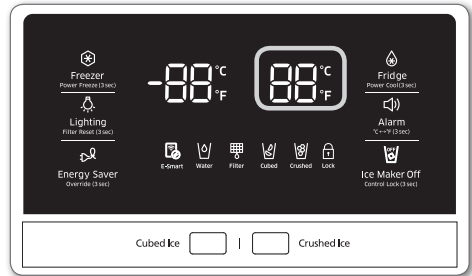 Freezer
Power Freeze (3 sec)
Lighting
Filter Reset (3 sec)
Energy Saver
Override (3 sec)
-88 °C °F
88 °C °F
E-Smart Water Filter Cubed Crushed Lock
Fridge
Power Cool (3 sec)
Alarm
°C ↔ °F (3 sec)
OFF
Ice Maker Off
Control Lock (3 sec)
Cubed Ice | Crushed Ice